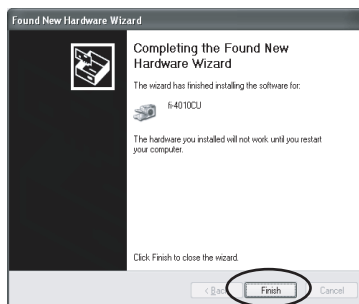 Found New Hardware Wizard
Completing the Found New
Hardware Wizard
The wizard has finished installing the software for:
fi-4010CU
The hardware you installed will not work until you restart
your computer.
Click Finish to close the wizard.
< Back
Finish
Cancel